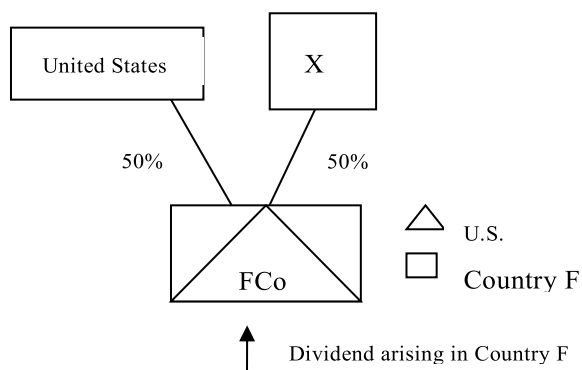 United States
X
50%
50%
U.S.
FCo
Country F
Dividend arising in Country F